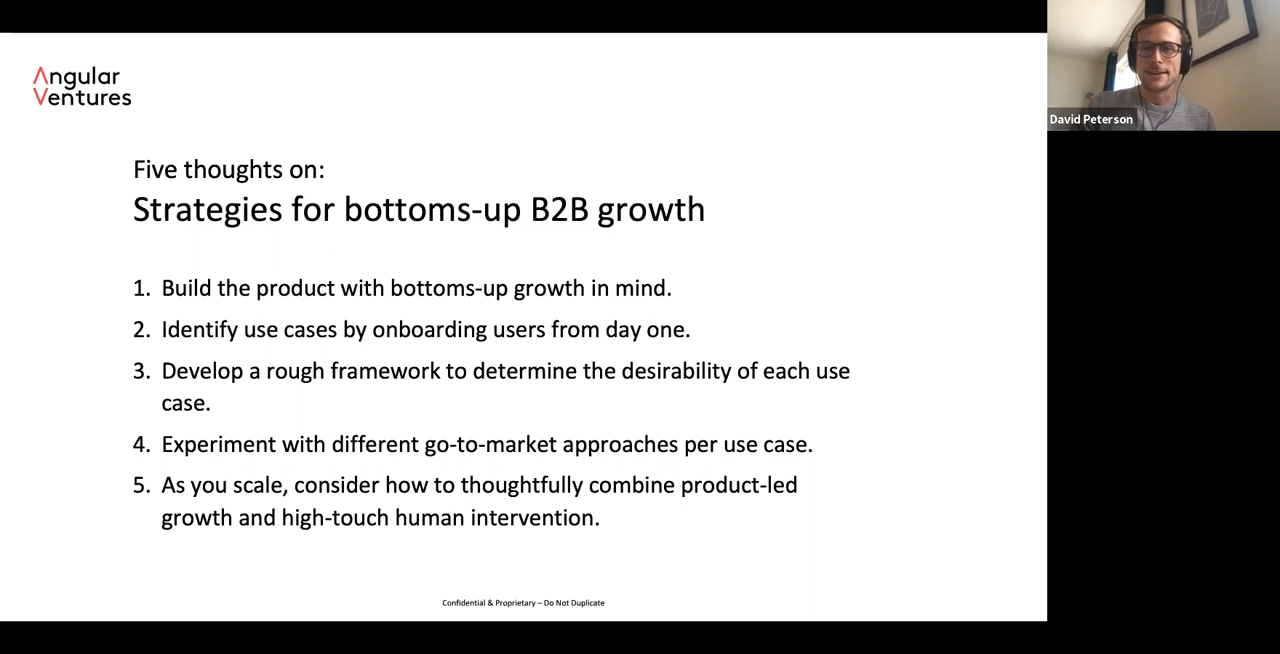 Angular
Ventures
David Peterson
Five thoughts on:
Strategies for bottoms-up B2B growth
1. Build the product with bottoms-up growth in mind.
2. Identify use cases by onboarding users from day one.
3. Develop a rough framework to determine the desirability of each use
case.
4. Experiment with different go-to-market approaches per use case.
5. As you scale, consider how to thoughtfully combine product-led
growth and high-touch human intervention.
Confidential & Proprietary – Do Not Duplicate